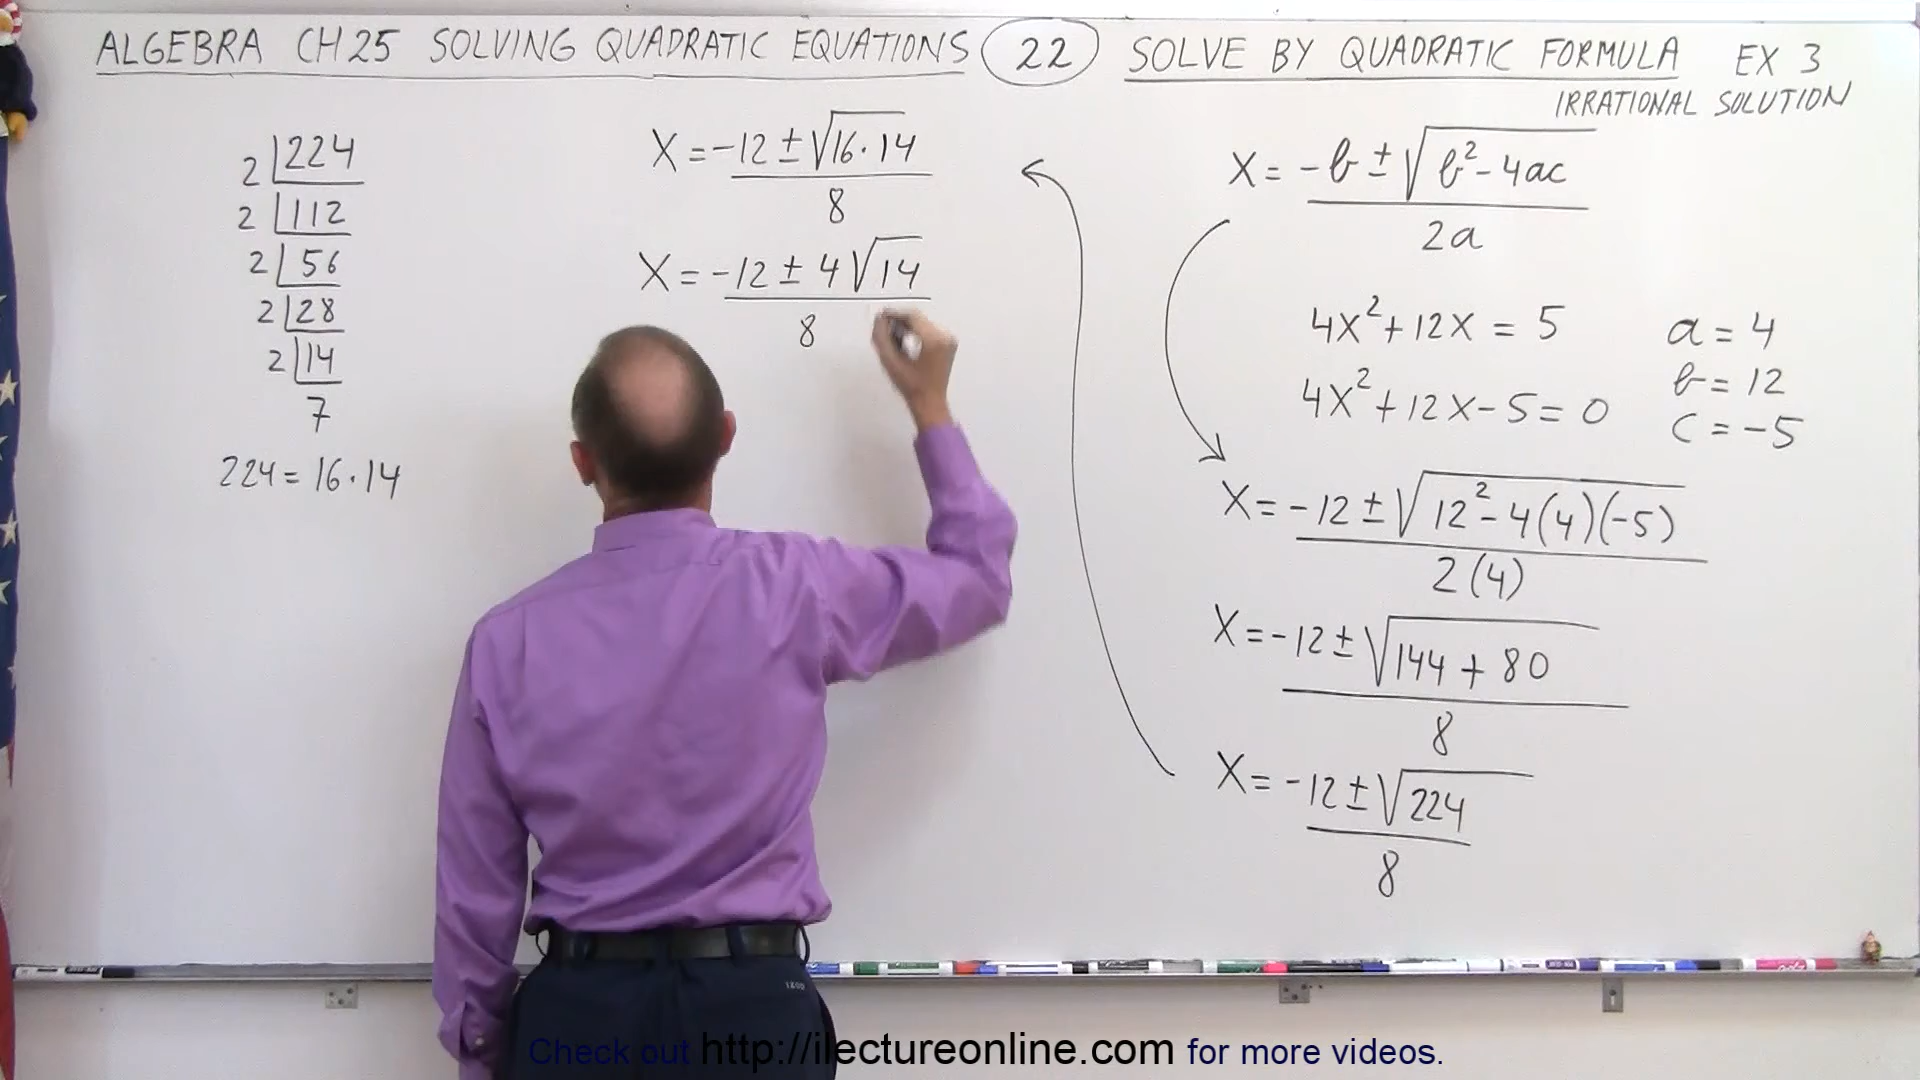 ALGEBRA CH 25 SOLVING QUADRATIC EQUATIONS 22 SOLVE BY QUADRATIC FORMULA EX 3
IRRATIONAL SOLUTION
2 224
2 112
2 56
2 28
2 14
7
224 = 16·14
X = -12 ± √16·14
8
X = -12 ± 4√14
8
X = -b ± √b² - 4ac
2a
4X² + 12X = 5
4X² + 12X - 5 = 0
a = 4
b = 12
c = -5
X = -12 ± √12² - 4(4)(-5)
2(4)
X = -12 ± √144 + 80
8
X = -12 ± √224
8
IZOD
Check out http://ilectureonline.com for more videos.